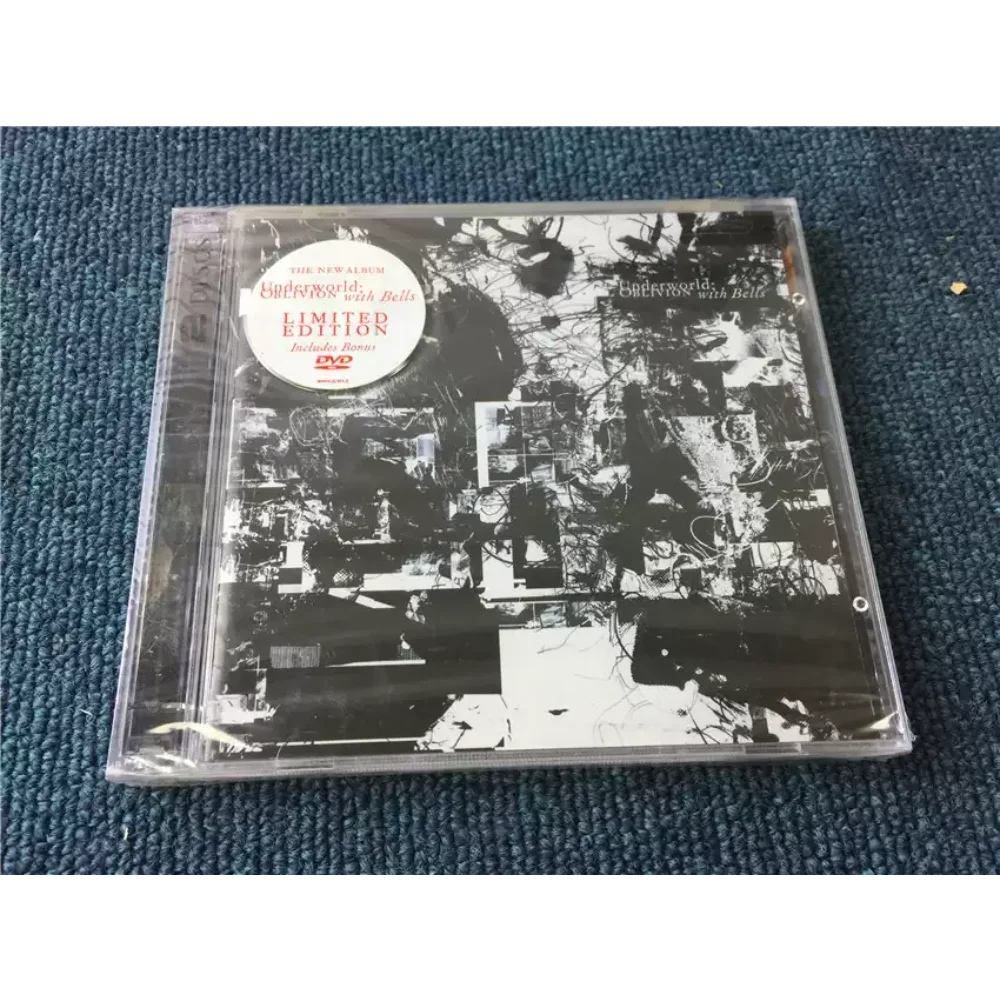 2 Discs
THE NEW ALBUM
Underworld:
OBLIVION with Bells
LIMITED
EDITION
Includes Bonus
DVD
Underworld:
OBLIVION with Bells